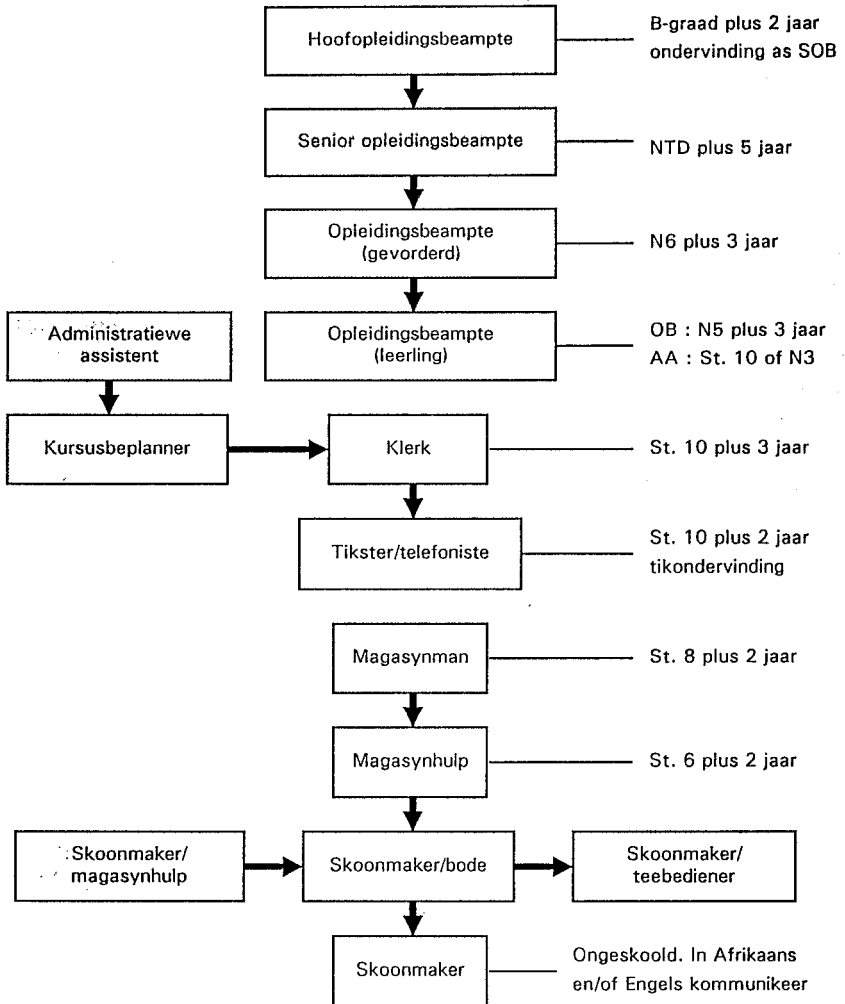 Hoofopleidingsbeampte
B-graad plus 2 jaar
ondervinding as SOB
Senior opleidingsbeampte
NTD plus 5 jaar
Opleidingsbeampte
(gevorderd)
N6 plus 3 jaar
Administratiewe
assistent
Opleidingsbeampte
(leerling)
OB : N5 plus 3 jaar
AA : St. 10 of N3
Kursusbeplanner
Klerk
St. 10 plus 3 jaar
Tikster/telefoniste
St. 10 plus 2 jaar
tikondervinding
Magasynman
St. 8 plus 2 jaar
Magasynhulp
St. 6 plus 2 jaar
Skoonmaker/
magasynhulp
Skoonmaker/bode
Skoonmaker/
teebediener
Skoonmaker
Ongeskoold. In Afrikaans
en/of Engels kommunikeer